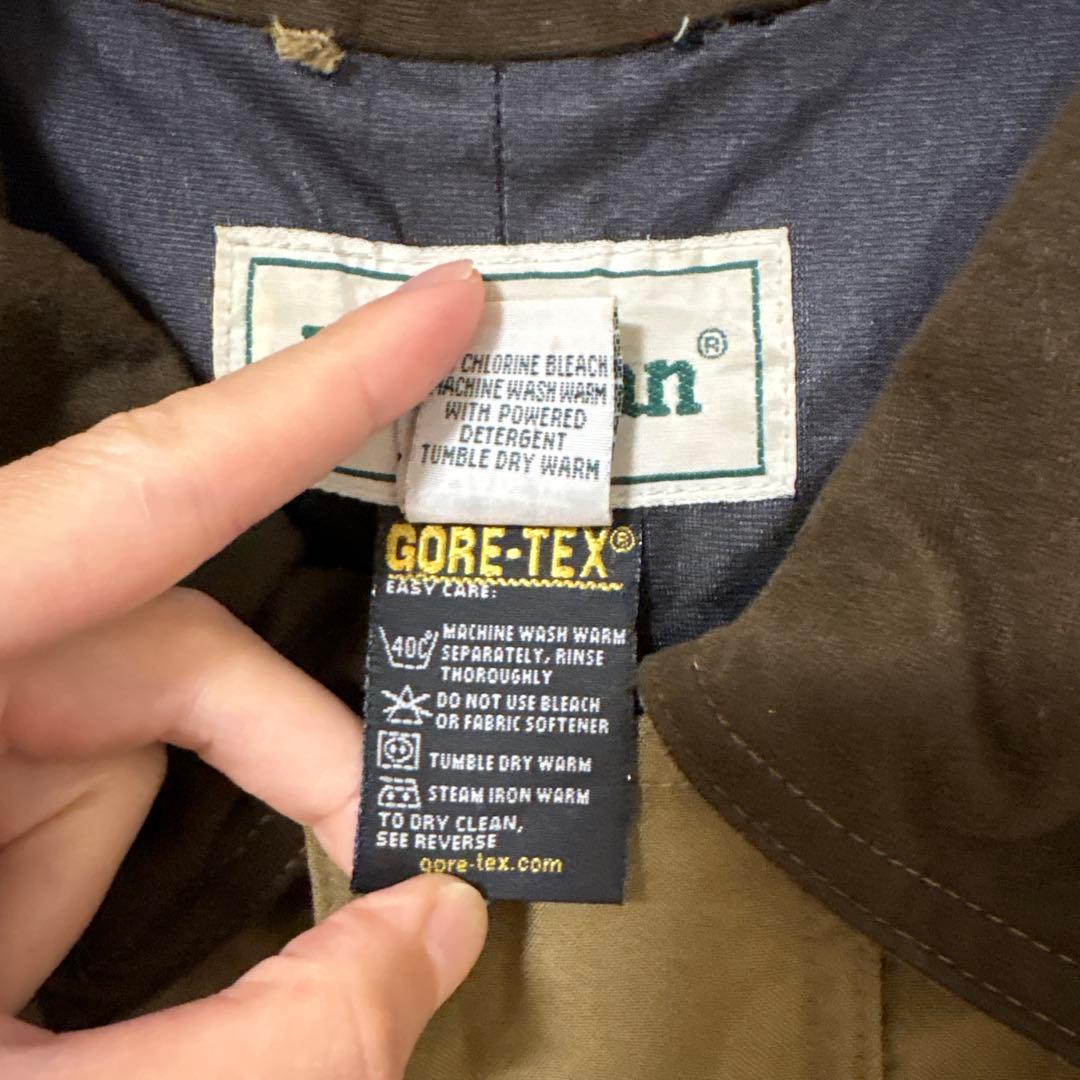 an®
CHLORINE BLEACH
MACHINE WASH WARM
WITH POWERED
DETERGENT
TUMBLE DRY WARM
GORE-TEX®
EASY CARE:
40C° MACHINE WASH WARM
SEPARATELY, RINSE
THOROUGHLY
DO NOT USE BLEACH
OR FABRIC SOFTENER
TUMBLE DRY WARM
STEAM IRON WARM
TO DRY CLEAN,
SEE REVERSE
gore-tex.com